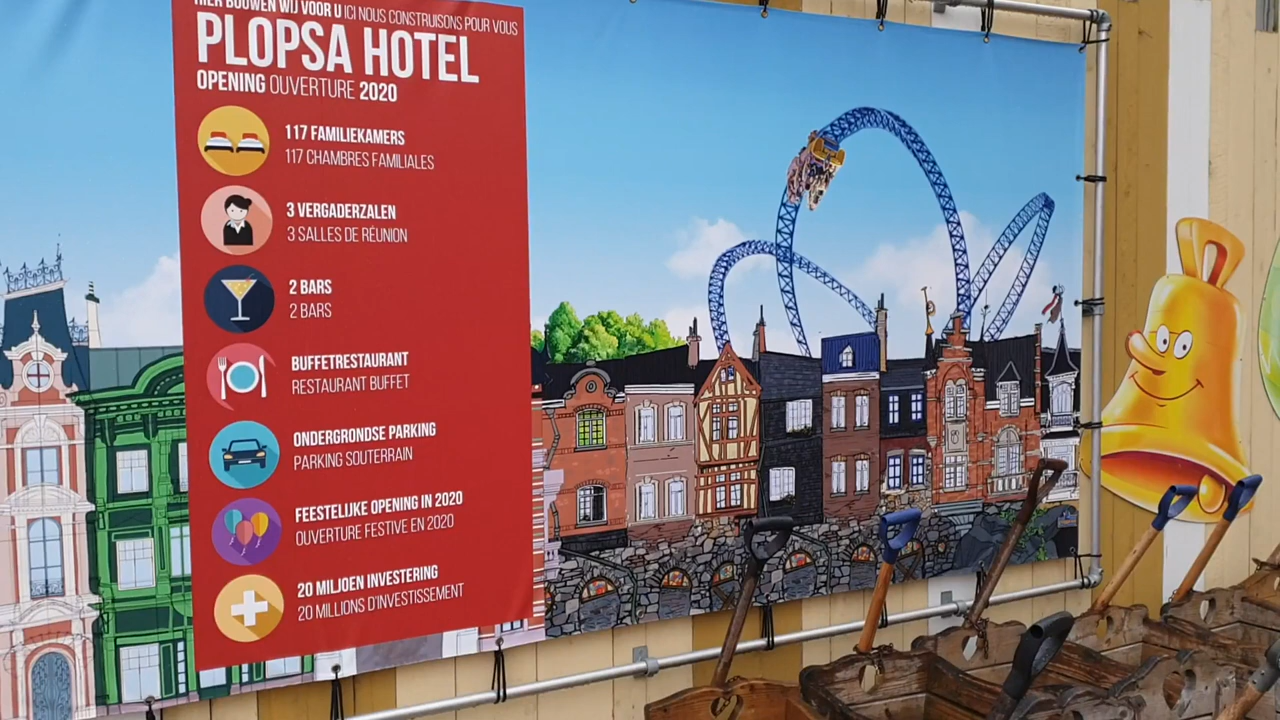 HIER BOUWEN WIJ VOOR U ICI NOUS CONSTRUISONS POUR VOUS
PLOPSA HOTEL
OPENING OUVERTURE 2020
117 FAMILIEKAMERS
117 CHAMBRES FAMILIALES
3 VERGADERZALEN
3 SALLES DE RÉUNION
2 BARS
2 BARS
BUFFETRESTAURANT
RESTAURANT BUFFET
ONDERGRONDSE PARKING
PARKING SOUTERRAIN
FEESTELIJKE OPENING IN 2020
OUVERTURE FESTIVE EN 2020
20 MILJOEN INVESTERING
20 MILLIONS D'INVESTISSEMENT